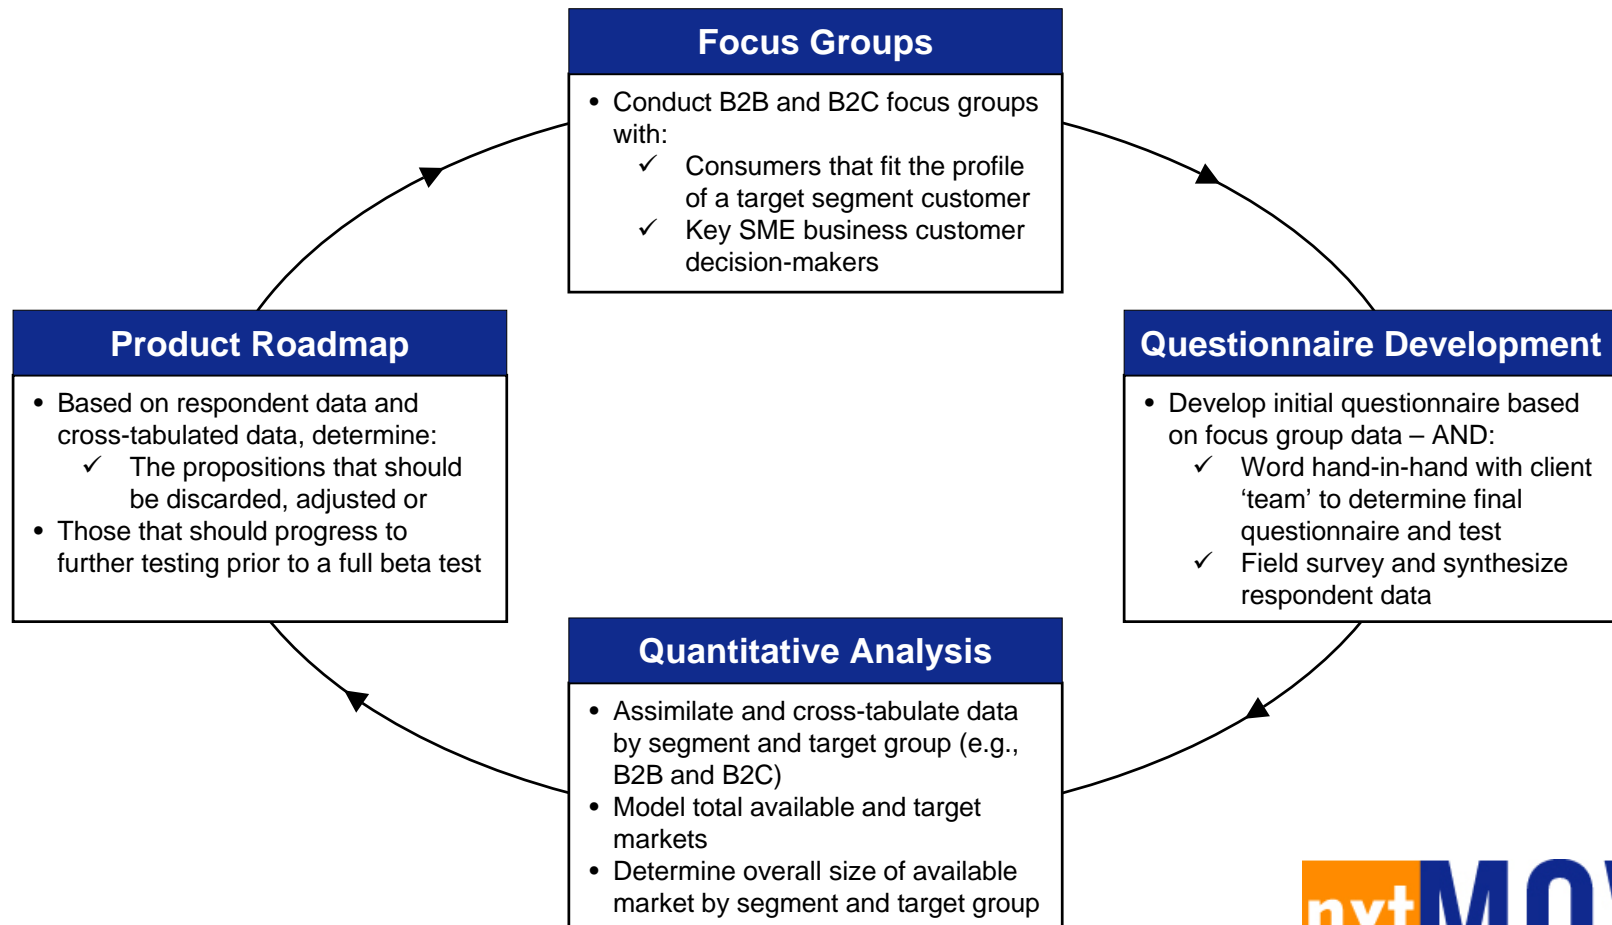 Focus Groups
• Conduct B2B and B2C focus groups
with:
✓ Consumers that fit the profile
of a target segment customer
✓ Key SME business customer
decision-makers
Product Roadmap
• Based on respondent data and
cross-tabulated data, determine:
✓ The propositions that should
be discarded, adjusted or
• Those that should progress to
further testing prior to a full beta test
Questionnaire Development
• Develop initial questionnaire based
on focus group data – AND:
✓ Word hand-in-hand with client
‘team’ to determine final
questionnaire and test
✓ Field survey and synthesize
respondent data
Quantitative Analysis
• Assimilate and cross-tabulate data
by segment and target group (e.g.,
B2B and B2C)
• Model total available and target
markets
• Determine overall size of available
market by segment and target group
nxt